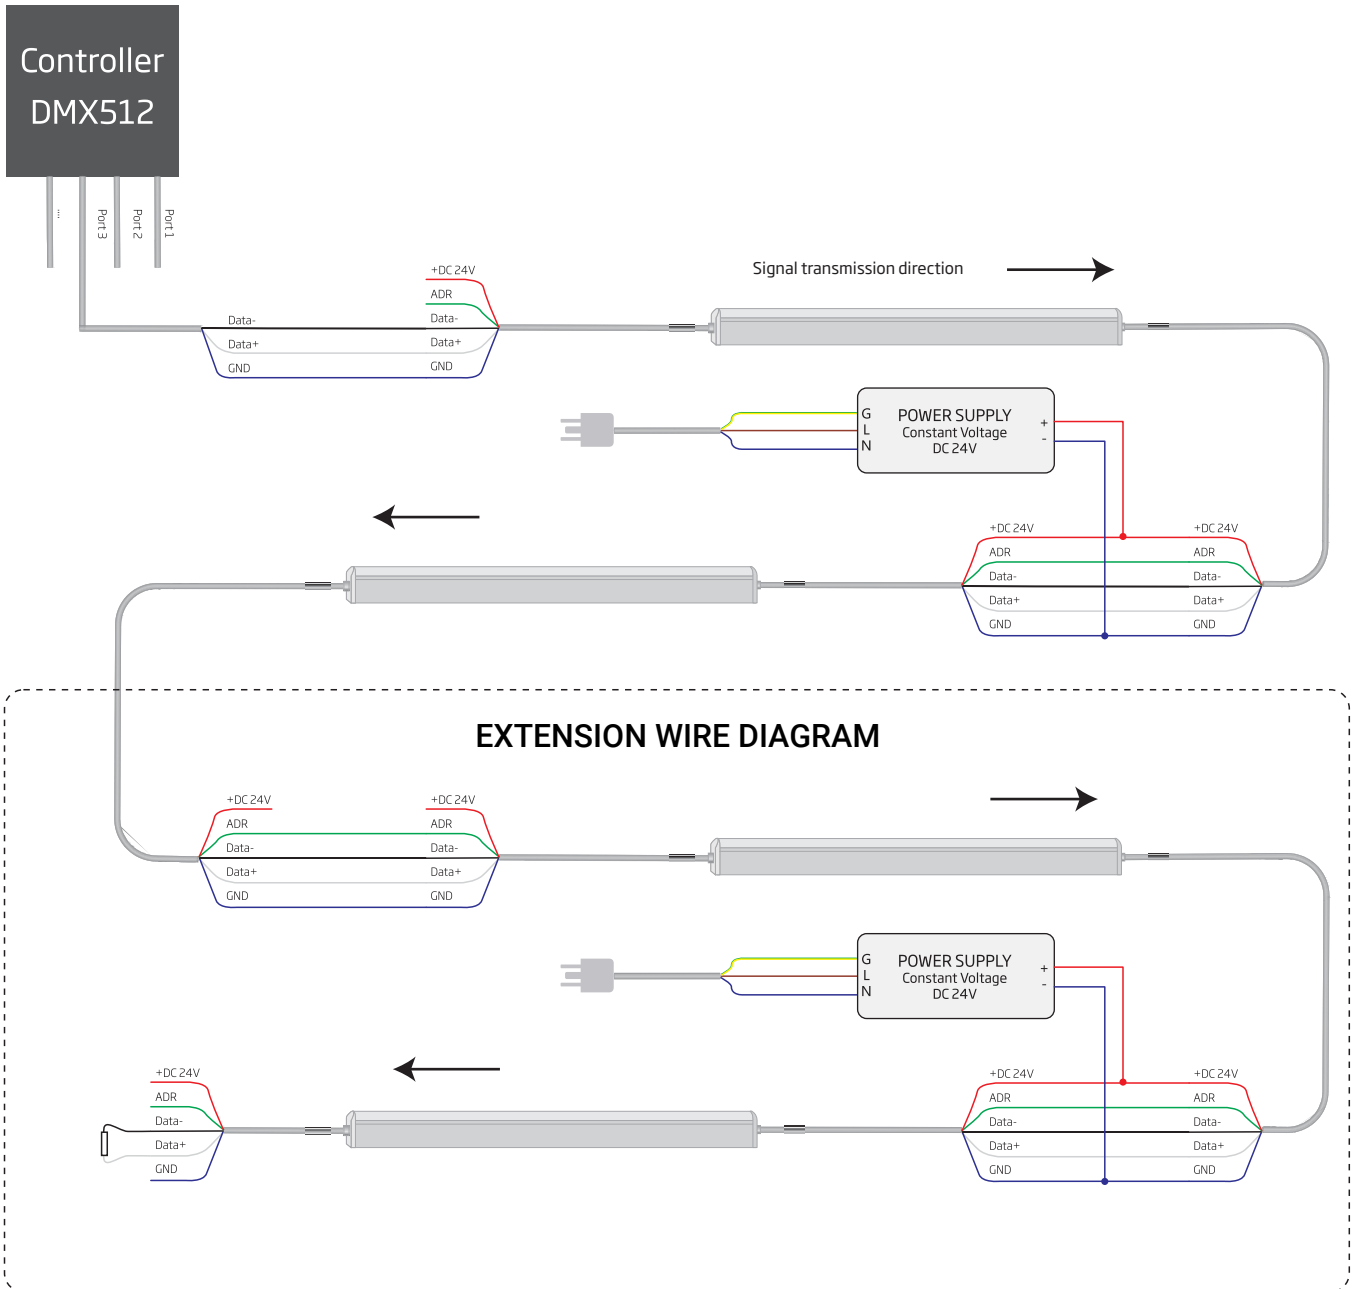 Controller
DMX512
....
Port 3
Port 2
Port 1
+DC 24V
ADR
Data-
Data+
GND
Data-
Data+
GND
Signal transmission direction
G
L
N
POWER SUPPLY
Constant Voltage
DC 24V
+
-
+DC 24V
ADR
Data-
Data+
GND
+DC 24V
ADR
Data-
Data+
GND
EXTENSION WIRE DIAGRAM
+DC 24V
ADR
Data-
Data+
GND
+DC 24V
ADR
Data-
Data+
GND
G
L
N
POWER SUPPLY
Constant Voltage
DC 24V
+
-
+DC 24V
ADR
Data-
Data+
GND
+DC 24V
ADR
Data-
Data+
GND
+DC 24V
ADR
Data-
Data+
GND